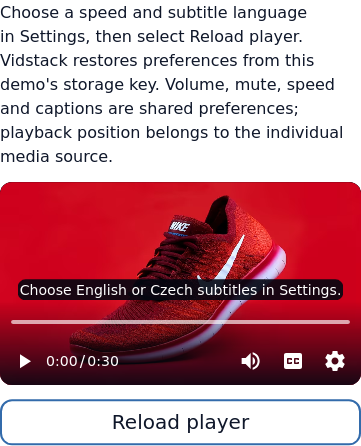 Choose a speed and subtitle language
in Settings, then select Reload player.
Vidstack restores preferences from this
demo's storage key. Volume, mute, speed
and captions are shared preferences;
playback position belongs to the individual
media source.
NIKE
Choose English or Czech subtitles in Settings.
0:00/0:30
CC
Reload player